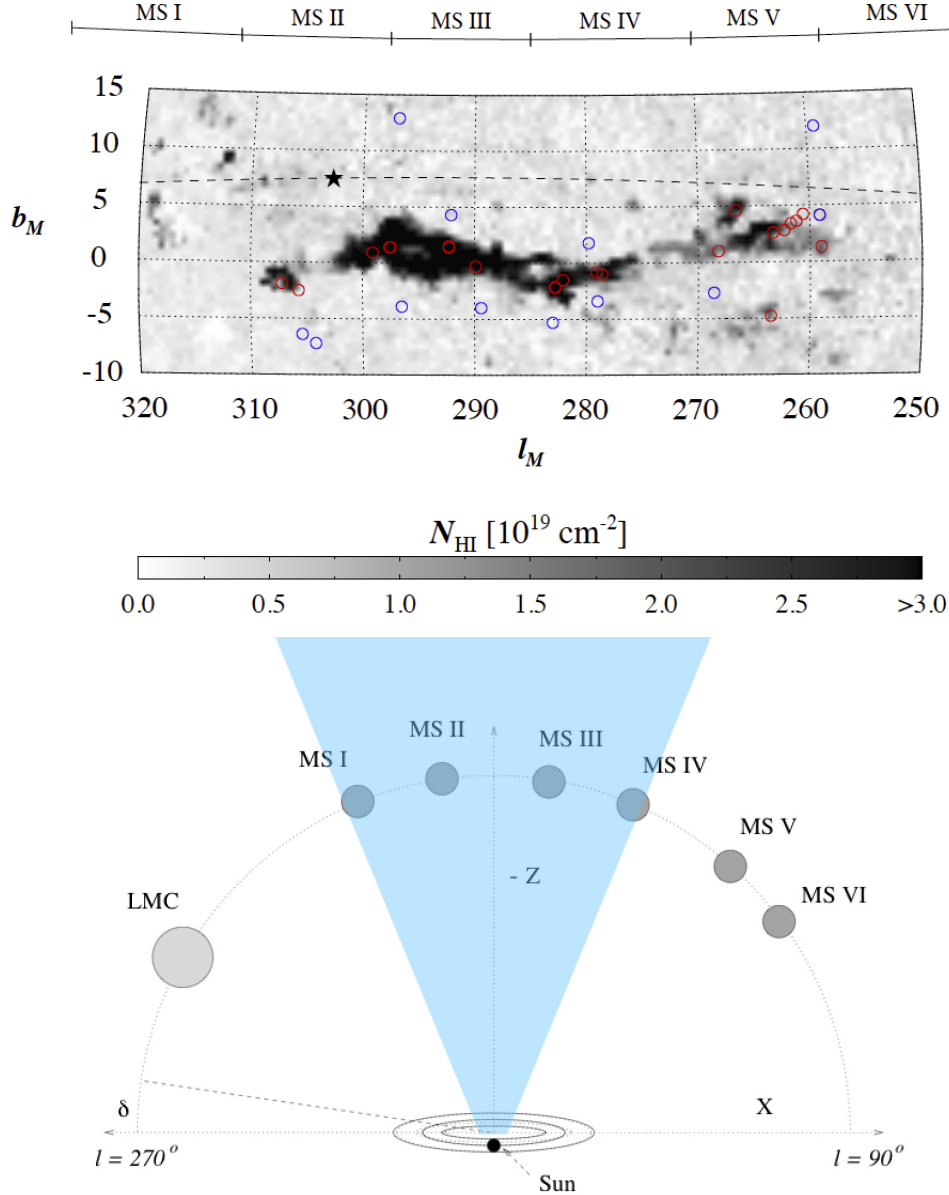 MS I MS II MS III MS IV MS V MS VI
15
10
5
b_M
0
-5
-10
320 310 300 290 280 270 260 250
l_M
N_HI [10^19 cm^-2]
0.0 0.5 1.0 1.5 2.0 2.5 >3.0
MS II MS III
MS I MS IV
MS V
- Z
LMC MS VI
δ X
l = 270° l = 90°
Sun